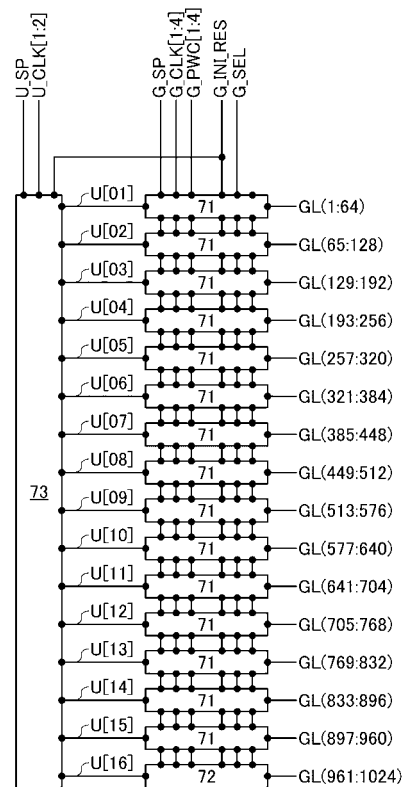 U_SP
U_CLK[1:2]
G_SP
G_CLK[1:4]
G_PWC[1:4]
G_INI_RES
G_SEL
U[01] 71 GL(1:64)
U[02] 71 GL(65:128)
U[03] 71 GL(129:192)
U[04] 71 GL(193:256)
U[05] 71 GL(257:320)
U[06] 71 GL(321:384)
U[07] 71 GL(385:448)
U[08] 71 GL(449:512)
73
U[09] 71 GL(513:576)
U[10] 71 GL(577:640)
U[11] 71 GL(641:704)
U[12] 71 GL(705:768)
U[13] 71 GL(769:832)
U[14] 71 GL(833:896)
U[15] 71 GL(897:960)
U[16] 72 GL(961:1024)